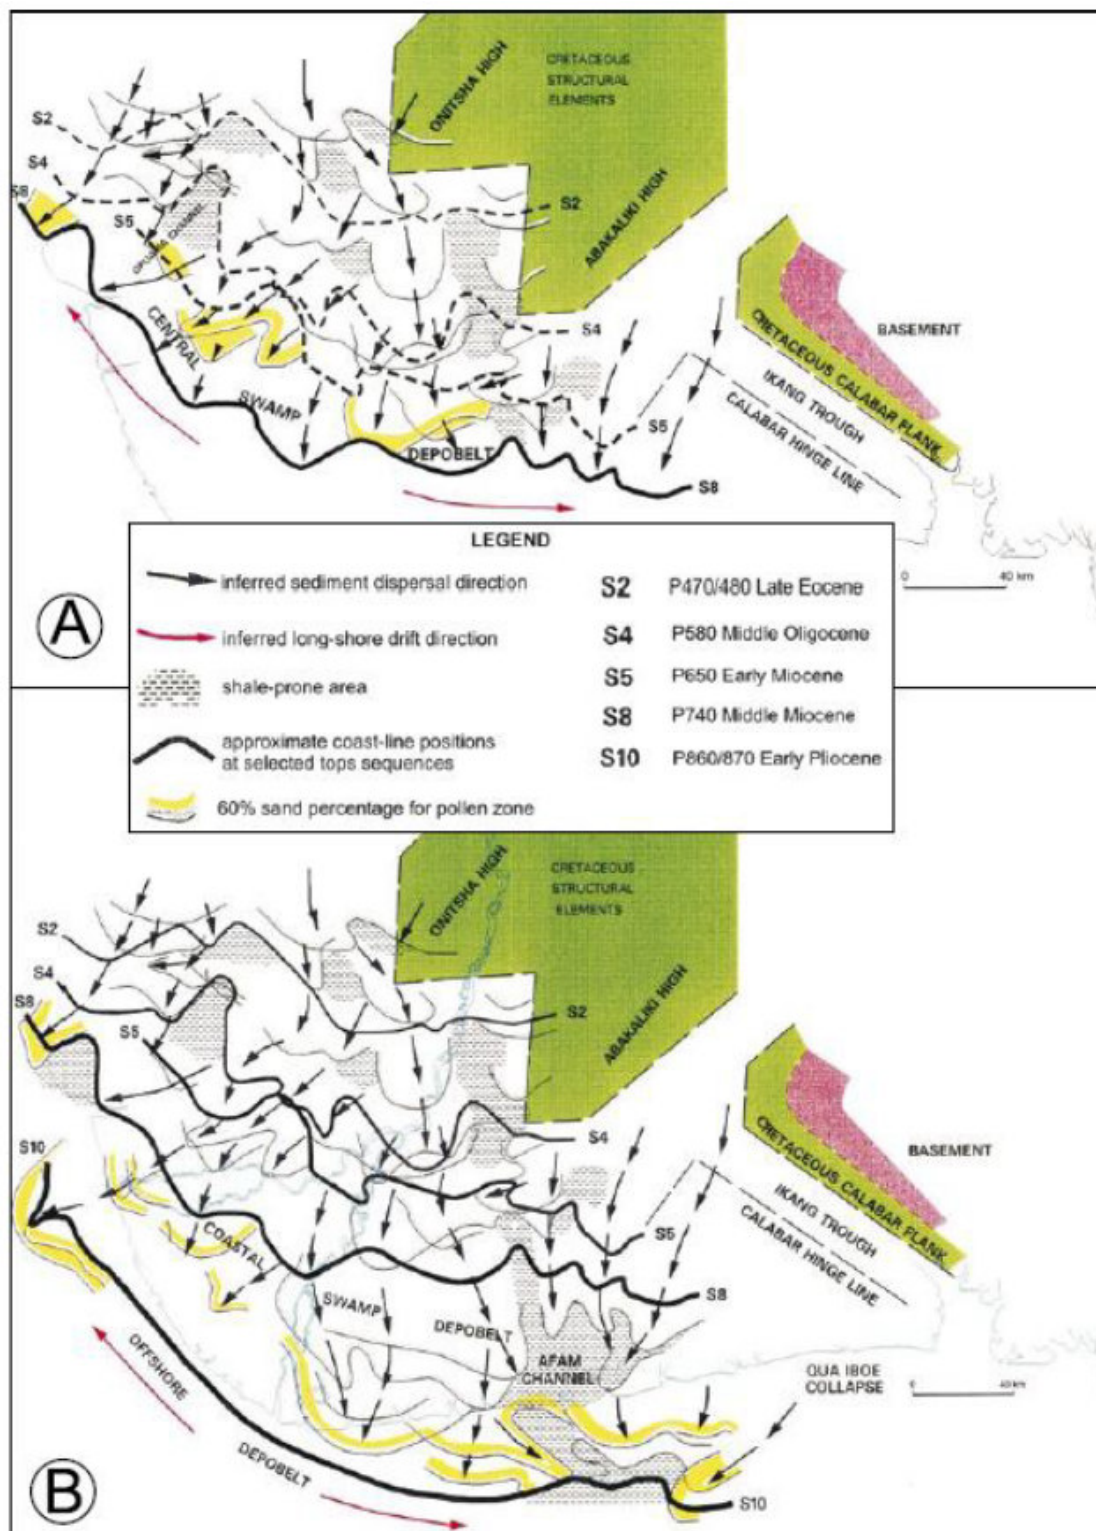 ONITSHA HIGH
CRETACEOUS
STRUCTURAL
ELEMENTS
ABAKALIKI HIGH
S2
S4
S8
S5
S2
S4
S5
S8
CENTRAL
SWAMP
DEPOBELT
BASEMENT
CRETACEOUS CALABAR FLANK
IKANG TROUGH
CALABAR HINGE LINE
0 40 km
A
LEGEND
inferred sediment dispersal direction
inferred long-shore drift direction
shale-prone area
approximate coast-line positions
at selected tops sequences
60% sand percentage for pollen zone
S2 P470/480 Late Eocene
S4 P580 Middle Oligocene
S5 P650 Early Miocene
S8 P740 Middle Miocene
S10 P860/870 Early Pliocene
ONITSHA HIGH
CRETACEOUS
STRUCTURAL
ELEMENTS
ABAKALIKI HIGH
S2
S4
S8
S5
S10
S2
S4
S5
S8
S10
COASTAL
SWAMP
DEPOBELT
AFAM
CHANNEL
OFFSHORE
DEPOBELT
BASEMENT
CRETACEOUS CALABAR FLANK
IKANG TROUGH
CALABAR HINGE LINE
QUA IBOE
COLLAPSE
0 40 km
B